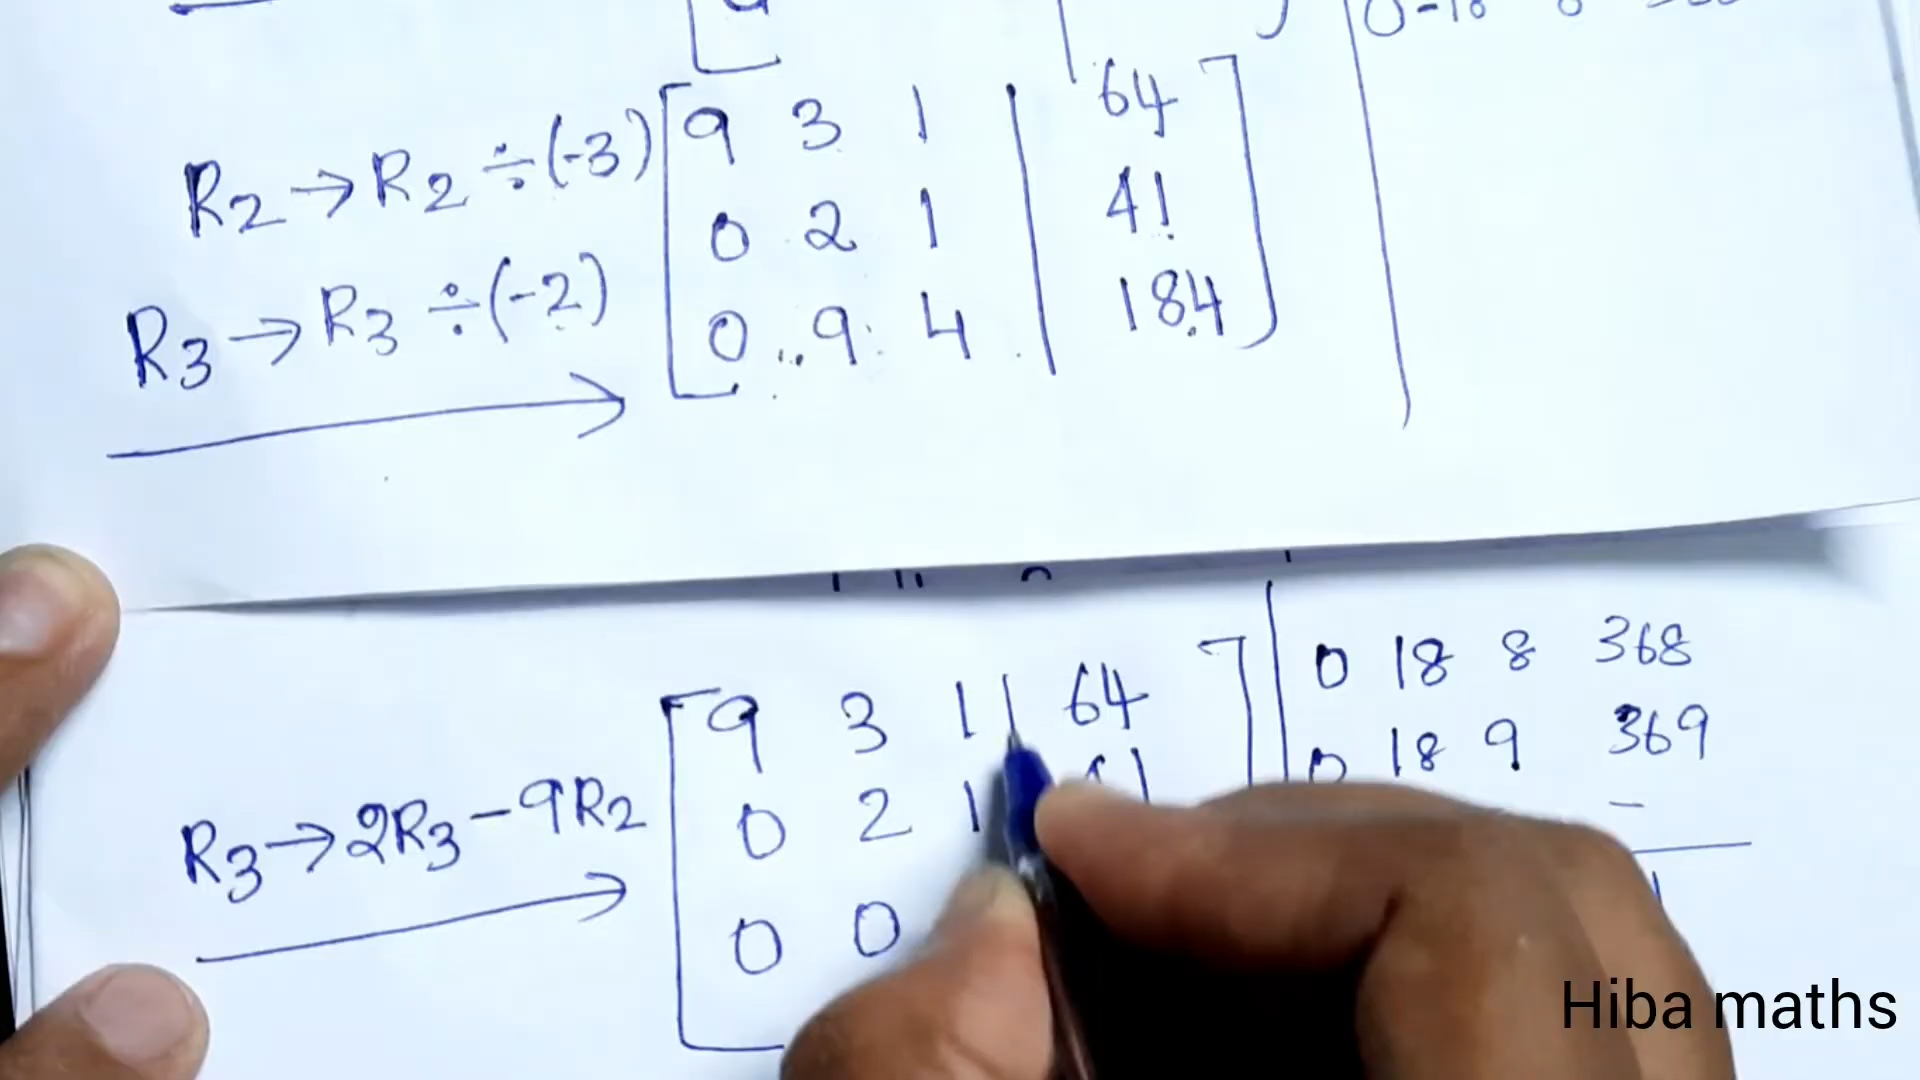 R2 → R2 ÷ (-3) 9 3 1 | 64
0 2 1 | 41
R3 → R3 ÷ (-2) 0 9 4 | 184
9 3 1 | 64
R3 → 2R3 - 9R2 0 2 1 41
0 0
0 18 8 368
0 18 9 369
-
Hiba maths